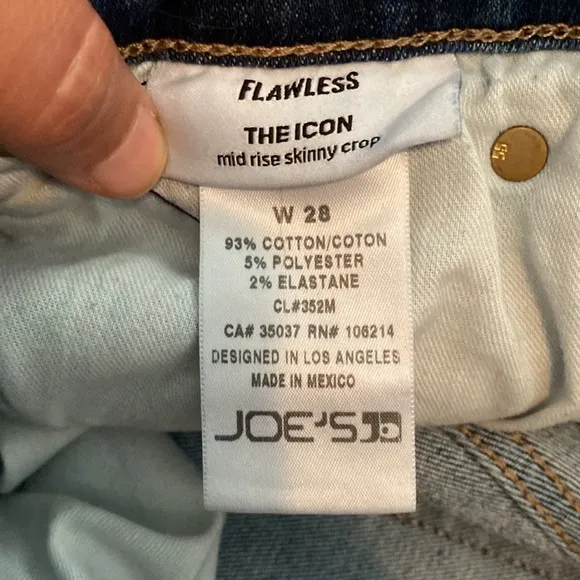 FLAWLESS
THE ICON
mid rise skinny crop
W 28
93% COTTON/COTON
5% POLYESTER
2% ELASTANE
CL#352M
CA# 35037 RN# 106214
DESIGNED IN LOS ANGELES
MADE IN MEXICO
JOE'S